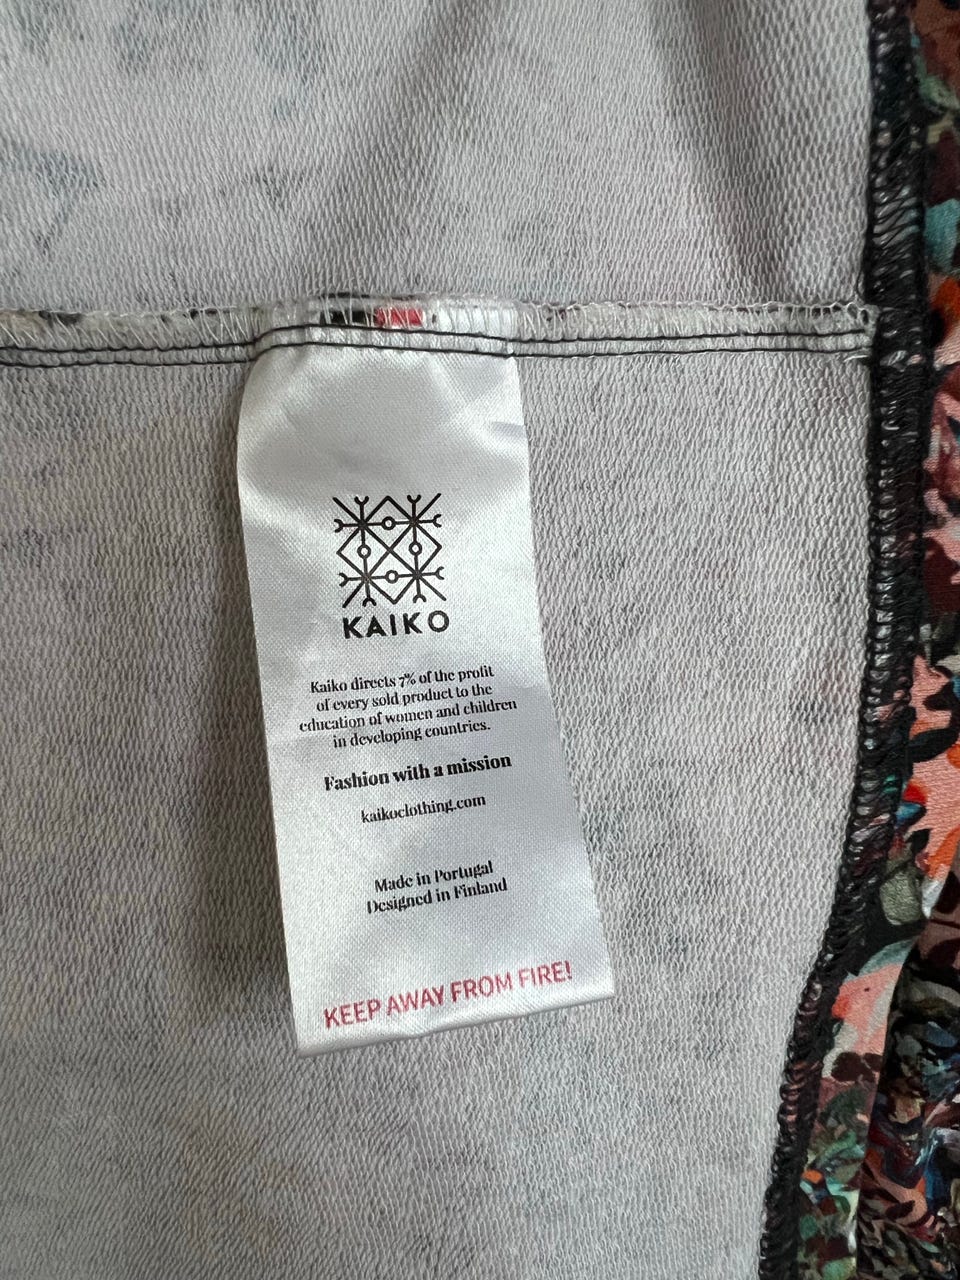 KAIKO
Kaiko directs 7% of the profit
of every sold product to the
education of women and children
in developing countries.
Fashion with a mission
kaikoclothing.com
Made in Portugal
Designed in Finland
KEEP AWAY FROM FIRE!